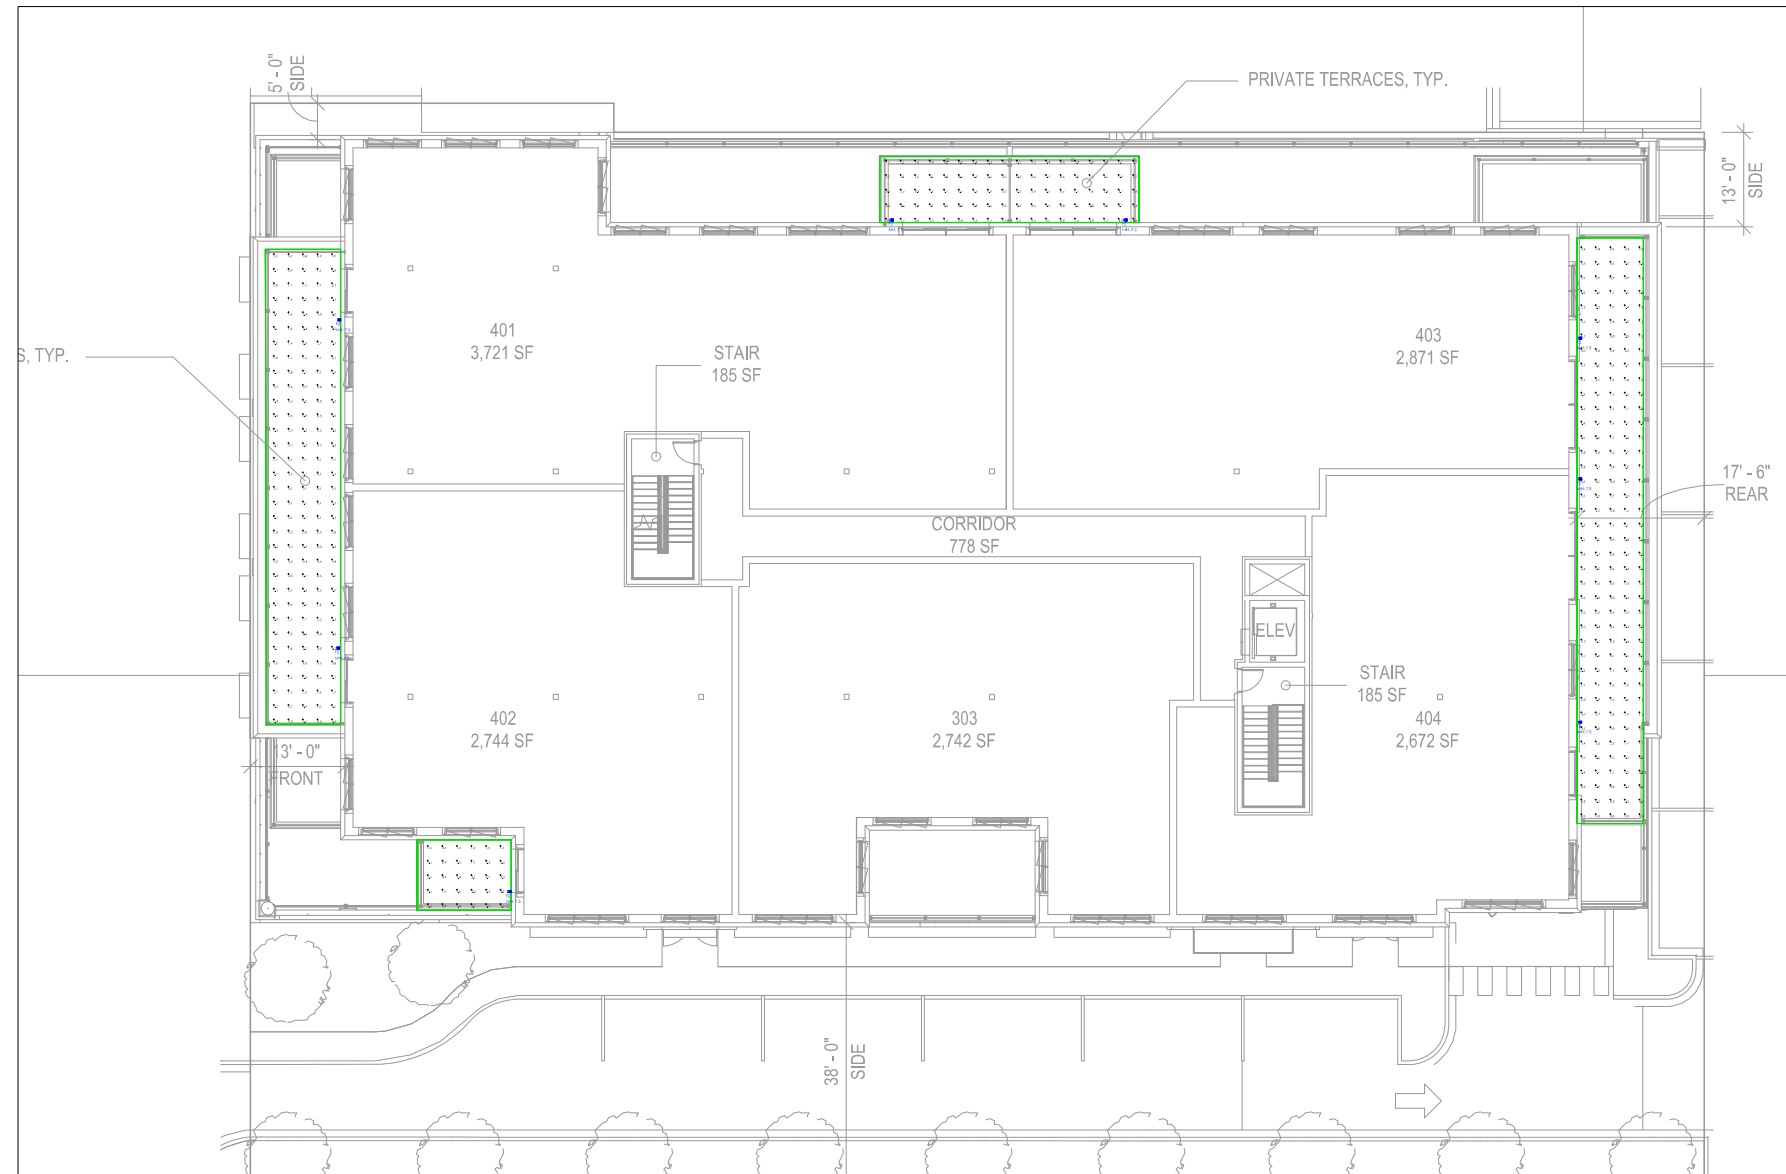 5' - 0"
SIDE
PRIVATE TERRACES, TYP.
13' - 0"
SIDE
401
3,721 SF
STAIR
185 SF
403
2,871 SF
S, TYP.
17' - 6"
REAR
CORRIDOR
778 SF
ELEV
STAIR
185 SF
402
2,744 SF
303
2,742 SF
404
2,672 SF
3' - 0"
FRONT
38' - 0"
SIDE